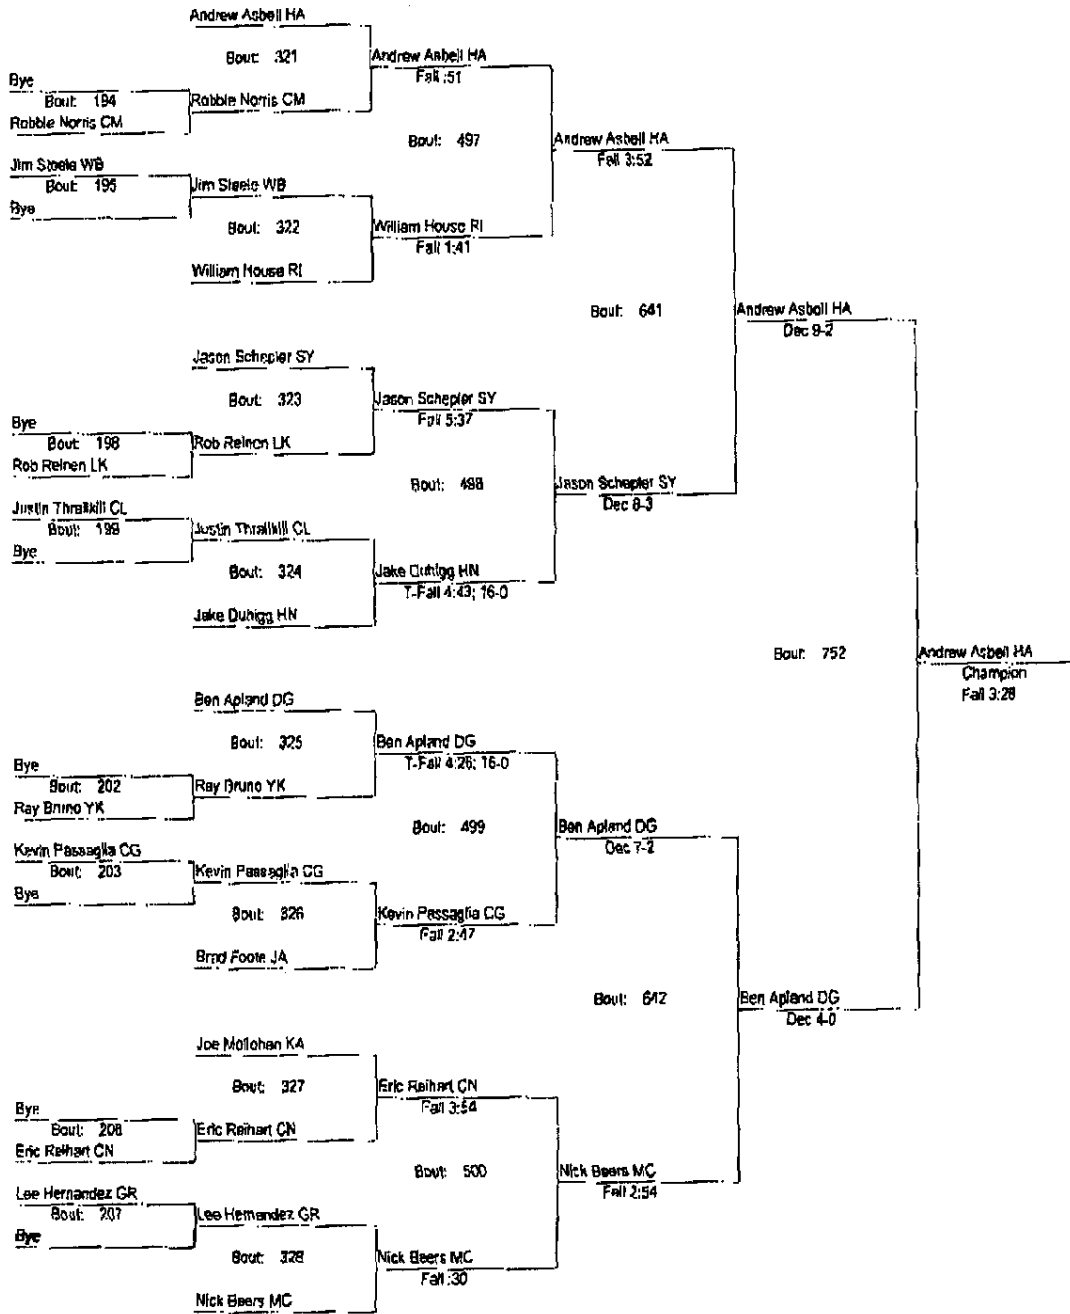 Andrew Asbell HA
Bout: 321
Andrew Asbell HA
Fall :51
Bye
Bout: 194
Robbie Norris CM
Robbie Norris CM
Bout: 497
Andrew Asbell HA
Fall 3:52
Jim Steele WB
Bout: 195
Jim Steele WB
Bye
Bout: 322
William House RI
Fall 1:41
William House RI
Bout: 641
Andrew Asbell HA
Dec 9-2
Jason Schepler SY
Bout: 323
Jason Schepler SY
Fall 5:37
Bye
Bout: 198
Rob Reinen LK
Rob Reinen LK
Bout: 498
Jason Schepler SY
Dec 8-3
Justin Thrailkill CL
Bout: 199
Justin Thrailkill CL
Bye
Bout: 324
Jake Duhigg HN
T-Fall 4:43; 16-0
Jake Duhigg HN
Bout: 752
Andrew Asbell HA
Champion
Fall 3:28
Ben Apland DG
Bout: 325
Ben Apland DG
T-Fall 4:26; 16-0
Bye
Bout: 202
Ray Bruno YK
Ray Bruno YK
Bout: 499
Ben Apland DG
Dec 7-2
Kevin Passaglia CG
Bout: 203
Kevin Passaglia CG
Bye
Bout: 326
Kevin Passaglia CG
Fall 2:47
Brad Foote JA
Bout: 642
Ben Apland DG
Dec 4-0
Joe Mollohan KA
Bout: 327
Eric Reihart CN
Fall 3:54
Bye
Bout: 206
Eric Reihart CN
Eric Reihart CN
Bout: 500
Nick Beers MC
Fall 2:54
Lee Hernandez GR
Bout: 207
Lee Hernandez GR
Bye
Bout: 328
Nick Beers MC
Fall :30
Nick Beers MC